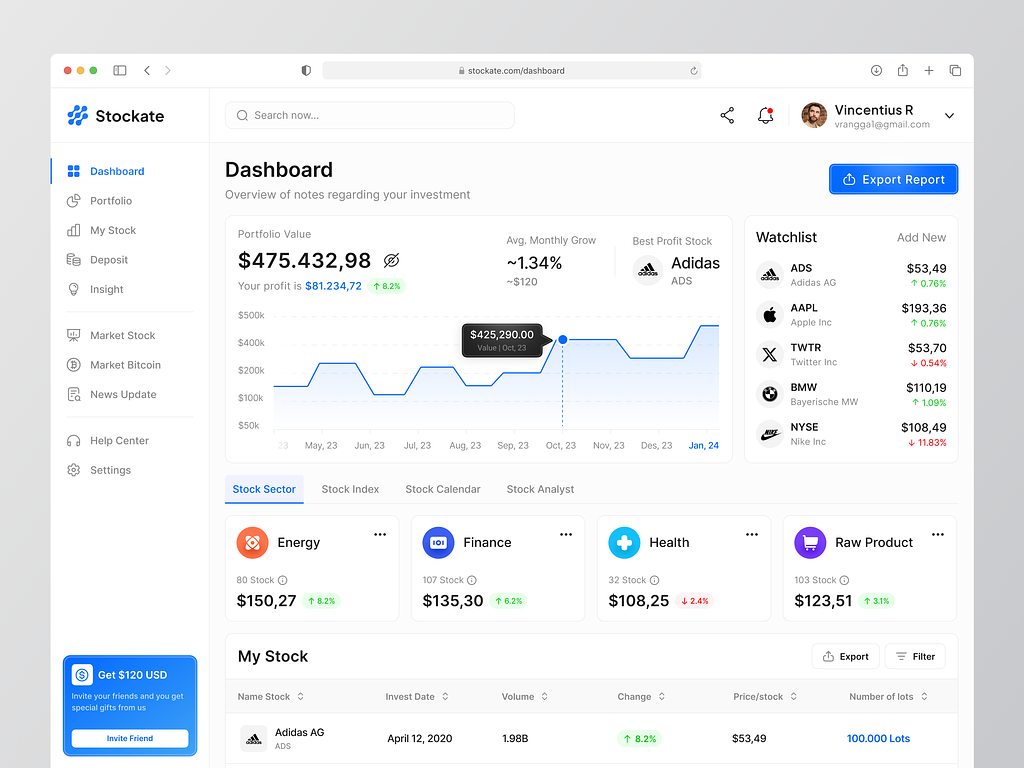 stockate.com/dashboard
Stockate
Search now...
Vincentius R
vrangga1@gmail.com
Dashboard
Portfolio
My Stock
Deposit
Insight
Market Stock
Market Bitcoin
News Update
Help Center
Settings
Get $120 USD
Invite your friends and you get
special gifts from us
Invite Friend
Dashboard
Overview of notes regarding your investment
Export Report
Portfolio Value
$475.432,98
Your profit is $81.234,72 ↑ 8.2%
Avg. Monthly Grow
~1.34%
~$120
Best Profit Stock
Adidas
ADS
$500k
$400k
$200k
$100k
$50k
$425,290.00
Value | Oct, 23
23 May, 23 Jun, 23 Jul, 23 Aug, 23 Sep, 23 Oct, 23 Nov, 23 Des, 23 Jan, 24
Watchlist Add New
ADS $53,49
Adidas AG ↑ 0.76%
AAPL $193,36
Apple Inc ↑ 0.76%
TWTR $53,70
Twitter Inc ↓ 0.54%
BMW $110,19
Bayerische MW ↑ 1.09%
NYSE $108,49
Nike Inc ↓ 11.83%
Stock Sector Stock Index Stock Calendar Stock Analyst
Energy
80 Stock
$150,27 ↑ 8.2%
Finance
107 Stock
$135,30 ↑ 6.2%
Health
32 Stock
$108,25 ↓ 2.4%
Raw Product
103 Stock
$123,51 ↑ 3.1%
My Stock Export Filter
Name Stock Invest Date Volume Change Price/stock Number of lots
Adidas AG April 12, 2020 1.98B ↑ 8.2% $53,49 100.000 Lots
ADS